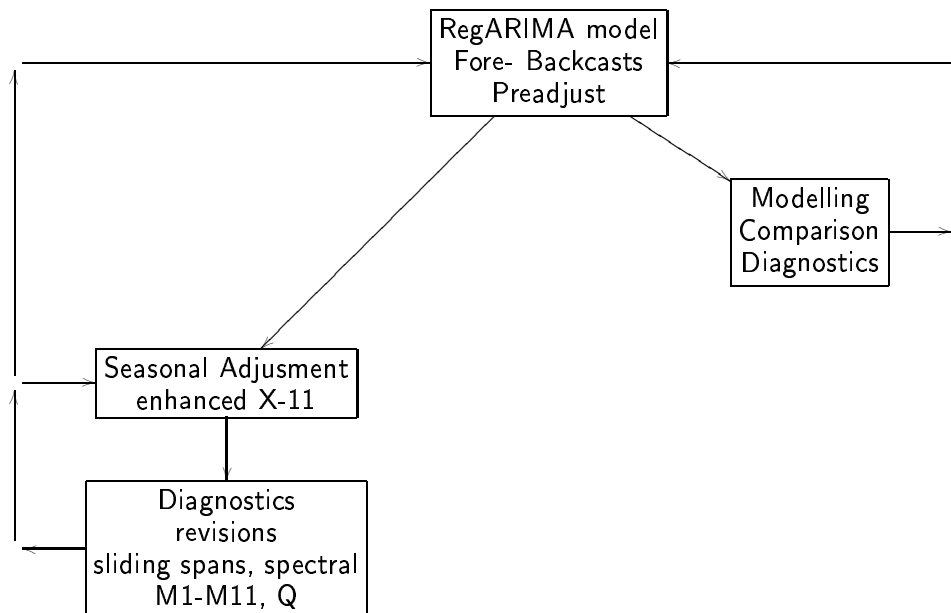 RegARIMA model
Fore- Backcasts
Preadjust
Modelling
Comparison
Diagnostics
Seasonal Adjusment
enhanced X-11
Diagnostics
revisions
sliding spans, spectral
M1-M11, Q